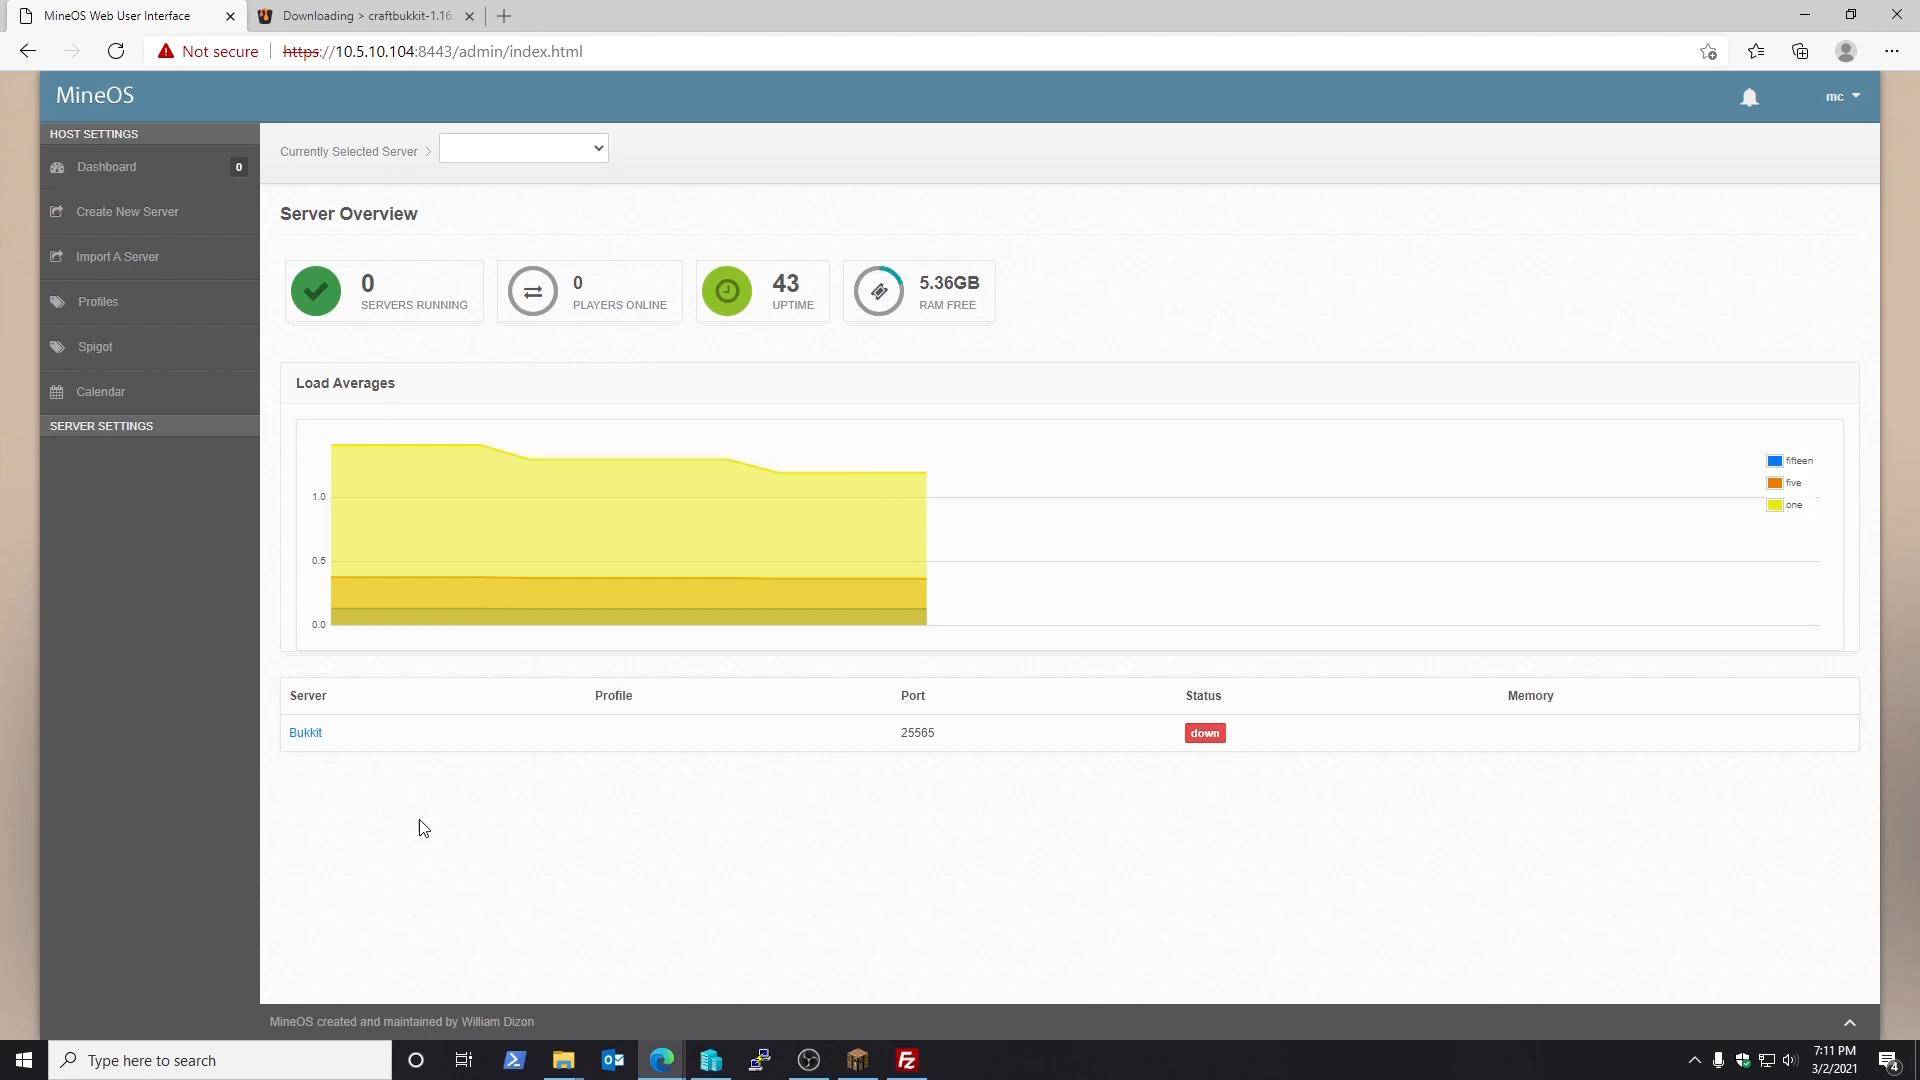 MineOS Web User Interface
Downloading > craftbukkit-1.16.
Not secure
https://10.5.10.104:8443/admin/index.html
MineOS
mc
HOST SETTINGS
Currently Selected Server >
Dashboard
0
Create New Server
Import A Server
Profiles
Spigot
Calendar
SERVER SETTINGS
Server Overview
0
SERVERS RUNNING
0
PLAYERS ONLINE
43
UPTIME
5.36GB
RAM FREE
Load Averages
1.0
0.5
0.0
fifteen
five
one
Server Profile Port Status Memory
Bukkit 25565 down
MineOS created and maintained by William Dizon
Type here to search
7:11 PM
3/2/2021
4